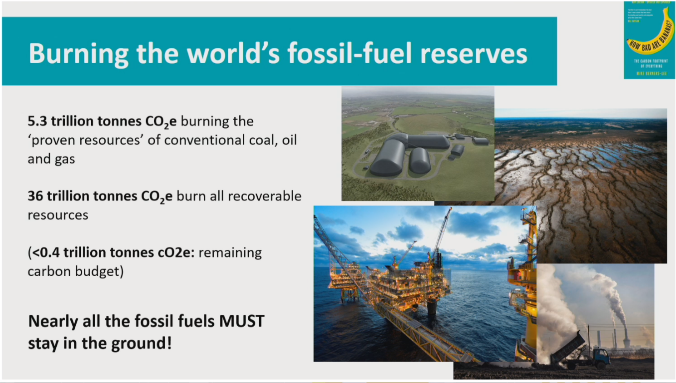 Burning the world's fossil-fuel reserves
HOW BAD ARE BANANAS?
THE CARBON FOOTPRINT
OF EVERYTHING
MIKE BERNERS-LEE
5.3 trillion tonnes CO₂e burning the
'proven resources' of conventional coal, oil
and gas
36 trillion tonnes CO₂e burn all recoverable
resources
(<0.4 trillion tonnes cO2e: remaining
carbon budget)
Nearly all the fossil fuels MUST
stay in the ground!